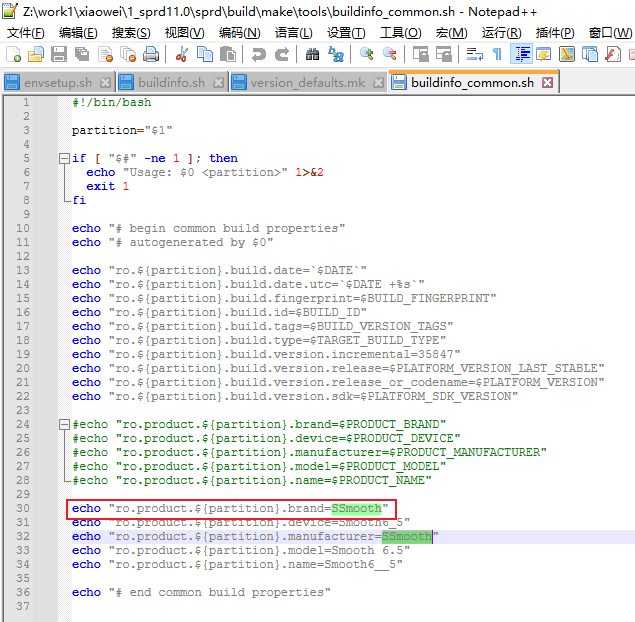 Z:\work1\xiaowei\1_sprd11.0\sprd\build\make\tools\buildinfo_common.sh - Notepad++
文件(F) 编辑(E) 搜索(S) 视图(V) 编码(N) 语言(L) 设置(T) 工具(O) 宏(M) 运行(R) 插件(P) 窗口(W)
envsetup.sh buildinfo.sh version_defaults.mk buildinfo_common.sh
1 #!/bin/bash
2
3 partition="$1"
4
5 if [ "$#" -ne 1 ]; then
6 echo "Usage: $0 <partition>" 1>&2
7 exit 1
8 fi
9
10 echo "# begin common build properties"
11 echo "# autogenerated by $0"
12
13 echo "ro.${partition}.build.date=`$DATE`"
14 echo "ro.${partition}.build.date.utc=`$DATE +%s`"
15 echo "ro.${partition}.build.fingerprint=$BUILD_FINGERPRINT"
16 echo "ro.${partition}.build.id=$BUILD_ID"
17 echo "ro.${partition}.build.tags=$BUILD_VERSION_TAGS"
18 echo "ro.${partition}.build.type=$TARGET_BUILD_TYPE"
19 echo "ro.${partition}.build.version.incremental=35847"
20 echo "ro.${partition}.build.version.release=$PLATFORM_VERSION_LAST_STABLE"
21 echo "ro.${partition}.build.version.release_or_codename=$PLATFORM_VERSION"
22 echo "ro.${partition}.build.version.sdk=$PLATFORM_SDK_VERSION"
23
24 #echo "ro.product.${partition}.brand=$PRODUCT_BRAND"
25 #echo "ro.product.${partition}.device=$PRODUCT_DEVICE"
26 #echo "ro.product.${partition}.manufacturer=$PRODUCT_MANUFACTURER"
27 #echo "ro.product.${partition}.model=$PRODUCT_MODEL"
28 #echo "ro.product.${partition}.name=$PRODUCT_NAME"
29
30 echo "ro.product.${partition}.brand=SSmooth"
31 echo "ro.product.${partition}.device=Smooth6_5"
32 echo "ro.product.${partition}.manufacturer=SSmooth"
33 echo "ro.product.${partition}.model=Smooth 6.5"
34 echo "ro.product.${partition}.name=Smooth6__5"
35
36 echo "# end common build properties"
37